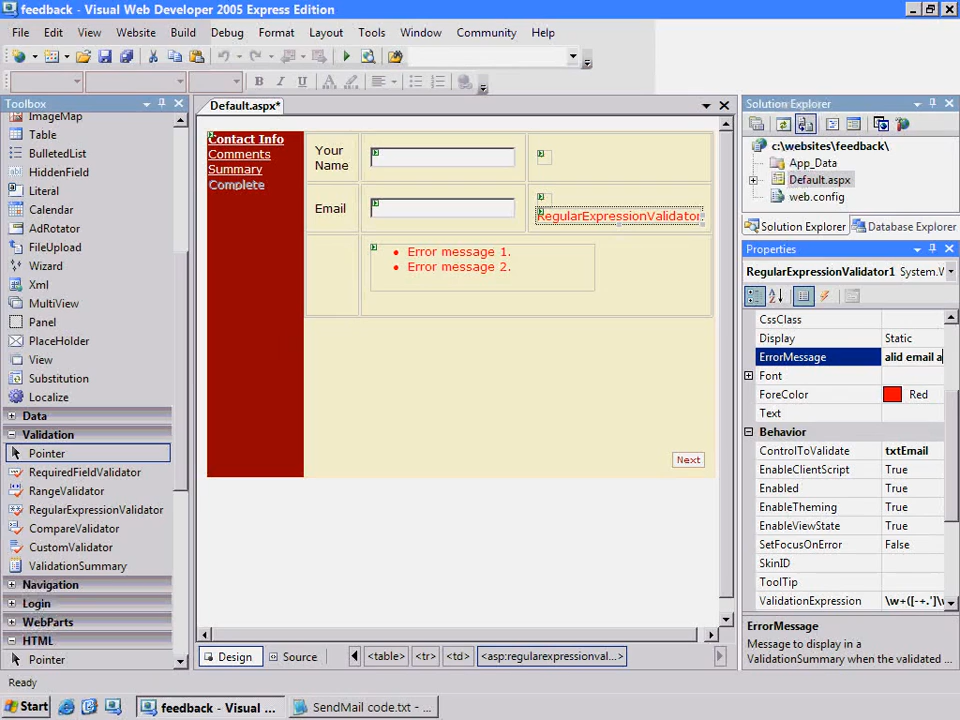 feedback - Visual Web Developer 2005 Express Edition
File Edit View Website Build Debug Format Layout Tools Window Community Help
B I U
Toolbox
ImageMap
Table
BulletedList
HiddenField
Literal
Calendar
AdRotator
FileUpload
Wizard
Xml
MultiView
Panel
PlaceHolder
View
Substitution
Localize
Data
Validation
Pointer
RequiredFieldValidator
RangeValidator
RegularExpressionValidator
CompareValidator
CustomValidator
ValidationSummary
Navigation
Login
WebParts
HTML
Pointer
Default.aspx*
Contact Info
Comments
Summary
Complete
Your
Name
Email
RegularExpressionValidator
Error message 1.
Error message 2.
Next
Design Source <table> <tr> <td> <asp:regularexpressionval...>
Solution Explorer
c:\websites\feedback\
App_Data
Default.aspx
web.config
Solution Explorer Database Explorer
Properties
RegularExpressionValidator1 System.V
CssClass
Display Static
ErrorMessage alid email a
Font
ForeColor Red
Text
Behavior
ControlToValidate txtEmail
EnableClientScript True
Enabled True
EnableTheming True
EnableViewState True
SetFocusOnError False
SkinID
ToolTip
ValidationExpression \w+([-+.']\
ErrorMessage
Message to display in a
ValidationSummary when the validated
Ready
Start feedback - Visual ... SendMail code.txt - ...